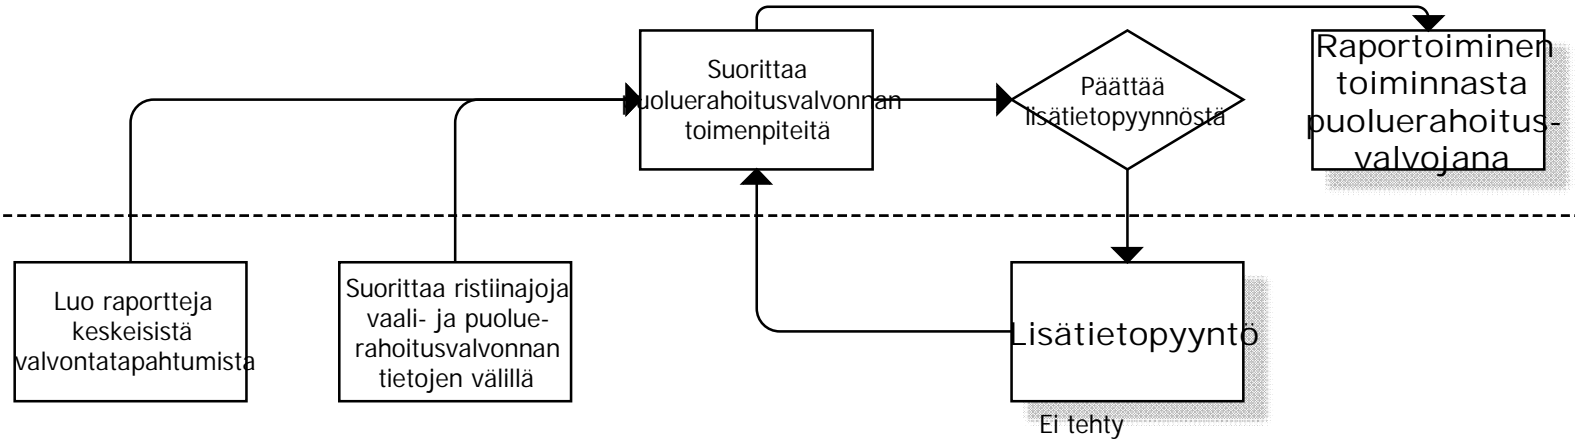 Suorittaa
puoluerahoitusvalvonnan
toimenpiteitä
Päättää
lisätietopyynnöstä
Raportoiminen
toiminnasta
puoluerahoitus-
valvojana
Luo raportteja
keskeisistä
valvontatapahtumista
Suorittaa ristiinajoja
vaali- ja puolue-
rahoitusvalvonnan
tietojen välillä
Lisätietopyyntö
Ei tehty